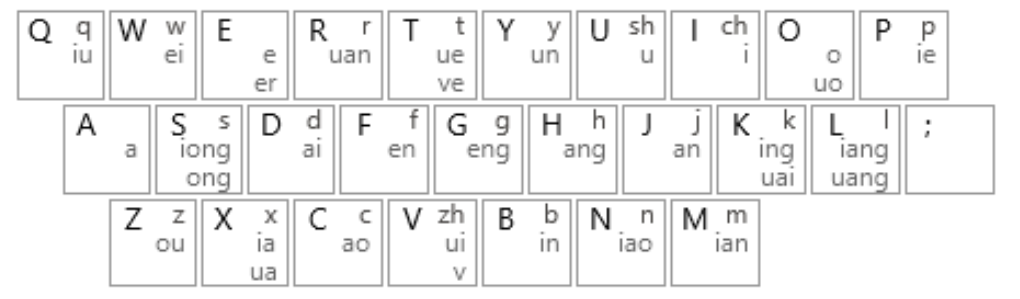 Q q W w E R r T t Y y U sh I ch O P p
iu ei e uan ue un u i o ie
er ve uo
A S s D d F f G g H h J j K k L l ;
a iong ai en eng ang an ing iang
ong uai uang
Z z X x C c V zh B b N n M m
ou ia ao ui in iao ian
ua v